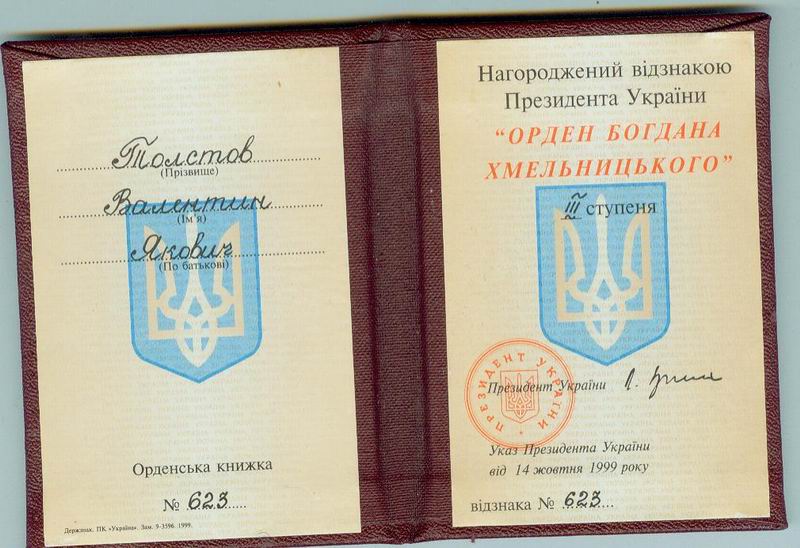 Толстов
(Прізвище)
Валентин
(Ім'я)
Якович
(По батькові)
Орденська книжка
№ 623
Держзнак. ПК «Україна». Зам. 9-3596. 1999.
Нагороджений відзнакою
Президента України
“ОРДЕН БОГДАНА
ХМЕЛЬНИЦЬКОГО”
III ступеня
Президент України
ПРЕЗИДЕНТ УКРАЇНИ
Указ Президента України
від 14 жовтня 1999 року
відзнака № 623